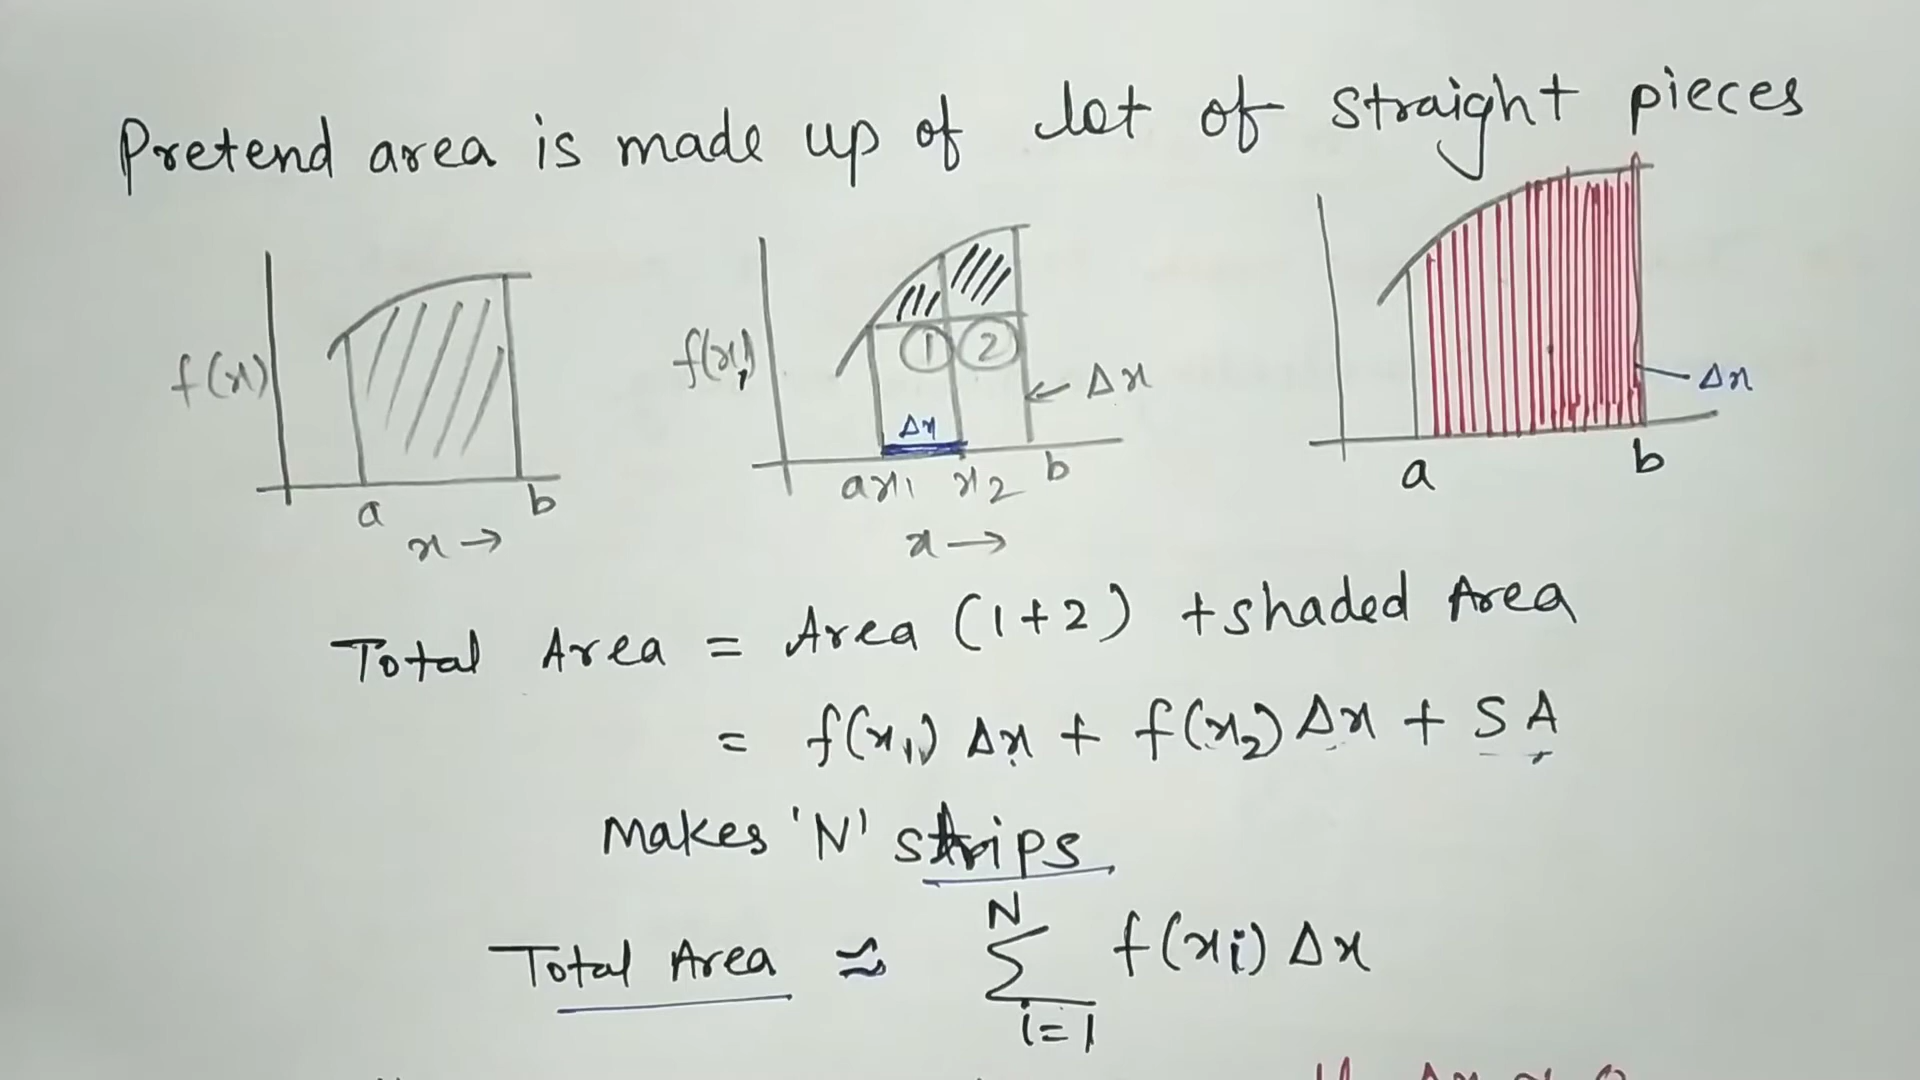 Pretend area is made up of lot of straight pieces
f(x)
a
b
x →
f(x₁)
1
2
Δx
Δx
a x₁ x₂ b
x →
Δx
a
b
Total Area = Area (1+2) + shaded Area
= f(x₁) Δx + f(x₂) Δx + S A
Makes 'N' strips
Total Area ≈ N Σ i=1 f(xi) Δx